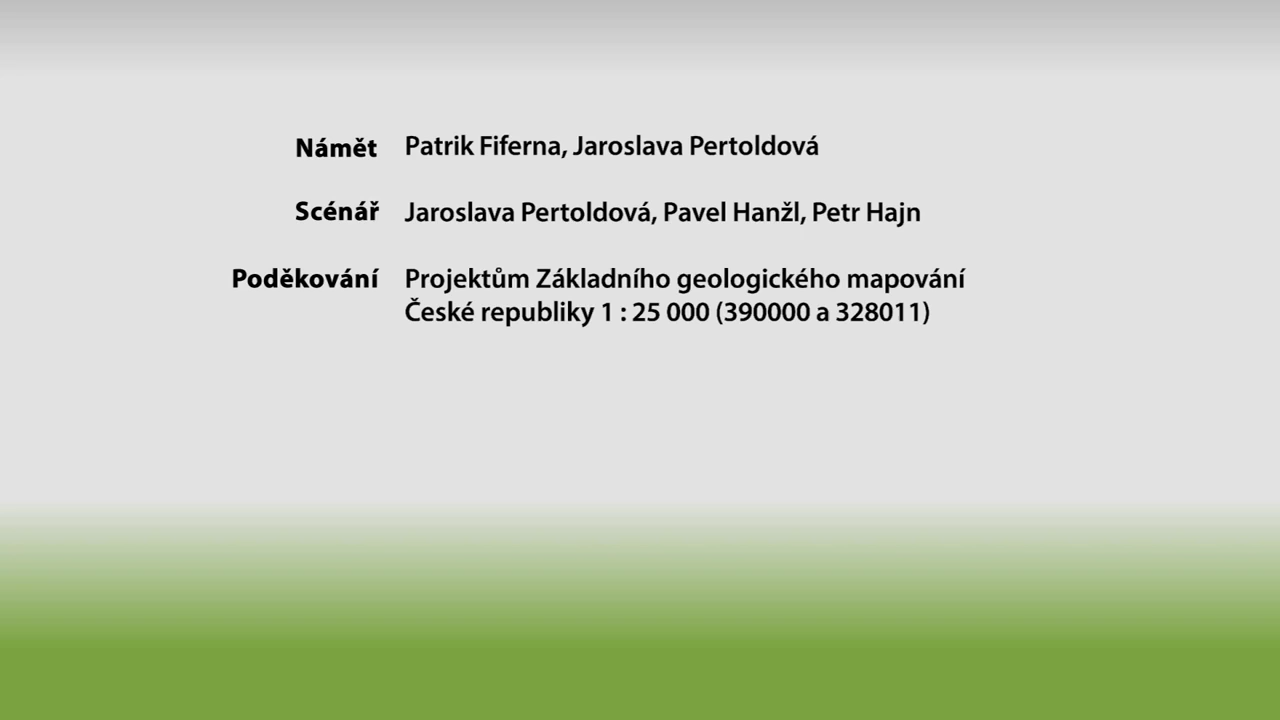 Námět Patrik Fiferna, Jaroslava Pertoldová
Scénář Jaroslava Pertoldová, Pavel Hanžl, Petr Hajn
Poděkování Projektům Základního geologického mapování
České republiky 1 : 25 000 (390000 a 328011)